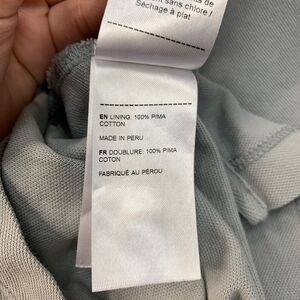 sans chlore /
Séchage à plat
EN LINING: 100% PIMA
COTTON
MADE IN PERU
FR DOUBLURE: 100% PIMA
COTON
FABRIQUÉ AU PÉROU